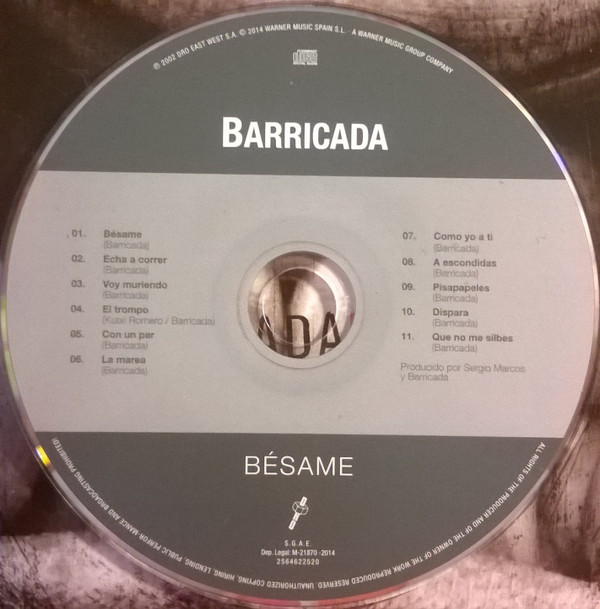 ℗ 2002 DRO EAST WEST S.A. © 2014 WARNER MUSIC SPAIN S.L. · A WARNER MUSIC GROUP COMPANY
COMPACT
disc
DIGITAL AUDIO
BARRICADA
01. Bésame
(Barricada)
02. Echa a correr
(Barricada)
03. Voy muriendo
(Barricada)
04. El trompo
(Kutxi Romero / Barricada)
05. Con un par
(Barricada)
06. La marea
(Barricada)
07. Como yo a ti
(Barricada)
08. A escondidas
(Barricada)
09. Pisapapeles
(Barricada)
10. Dispara
(Barricada)
11. Que no me silbes
(Barricada)
Producido por Sergio Marcos
y Barricada
ADA
BÉSAME
S.G.A.E.
Dep. Legal: M-21870 -2014
2564622520
ALL RIGHTS OF THE PRODUCER AND OF THE OWNER OF THE WORK REPRODUCED RESERVED. UNAUTHORIZED COPYING, HIRING, LENDING, PUBLIC PERFORMANCE AND BROADCASTING PROHIBITED!